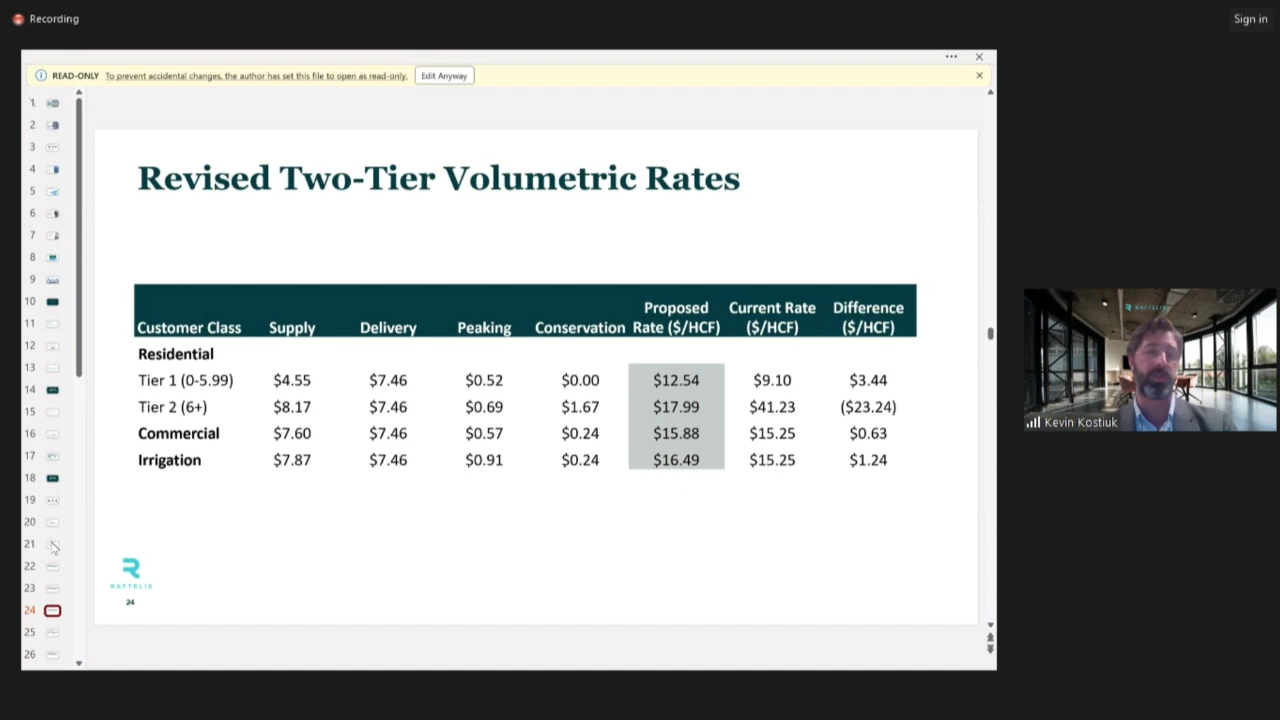 Recording
Sign in
READ-ONLY To prevent accidental changes, the author has set this file to open as read-only. Edit Anyway
1
2
3
4
5
6
7
8
9
10
11
12
13
14
15
16
17
18
19
20
21
22
23
24
25
26
Revised Two-Tier Volumetric Rates
Customer Class Supply Delivery Peaking Conservation Proposed Rate ($/HCF) Current Rate ($/HCF) Difference ($/HCF)
Residential
Tier 1 (0-5.99) $4.55 $7.46 $0.52 $0.00 $12.54 $9.10 $3.44
Tier 2 (6+) $8.17 $7.46 $0.69 $1.67 $17.99 $41.23 ($23.24)
Commercial $7.60 $7.46 $0.57 $0.24 $15.88 $15.25 $0.63
Irrigation $7.87 $7.46 $0.91 $0.24 $16.49 $15.25 $1.24
RAFTELIS
24
RAFTELIS
Kevin Kostiuk